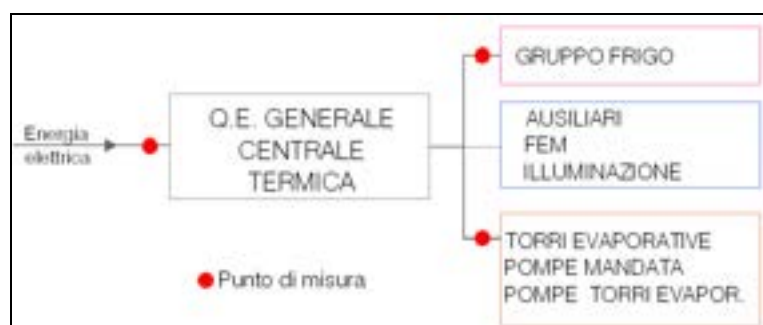 Energia
elettrica
Q.E. GENERALE
CENTRALE
TERMICA
GRUPPO FRIGO
AUSILIARI
FEM
ILLUMINAZIONE
TORRI EVAPORATIVE
POMPE MANDATA
POMPE TORRI EVAPOR.
Punto di misura